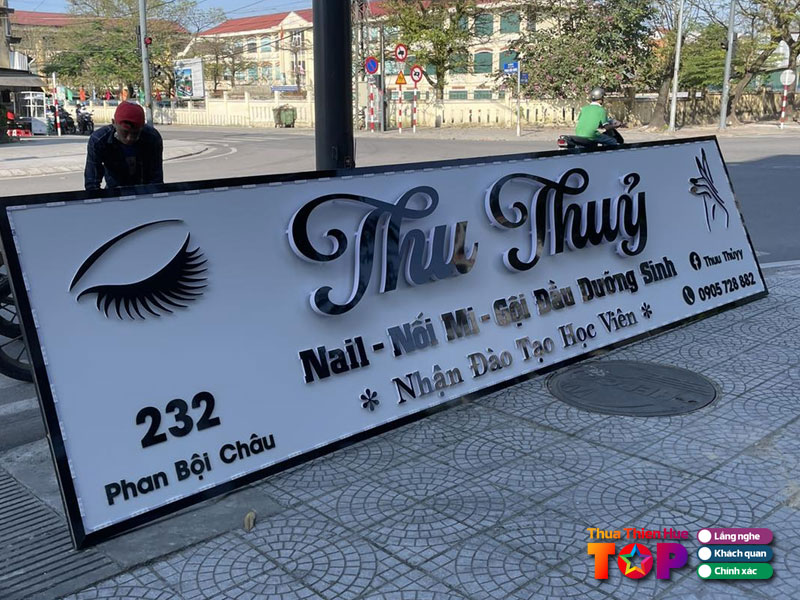 Thu Thuỷ
Nail - Nối Mi - Gội Đầu Dưỡng Sinh
* Nhận Đào Tạo Học Viên *
Thuu Thủyy
0905 728 682
232
Phan Bội Châu
Thua Thien Hue
TOP
Lắng nghe
Khách quan
Chính xác